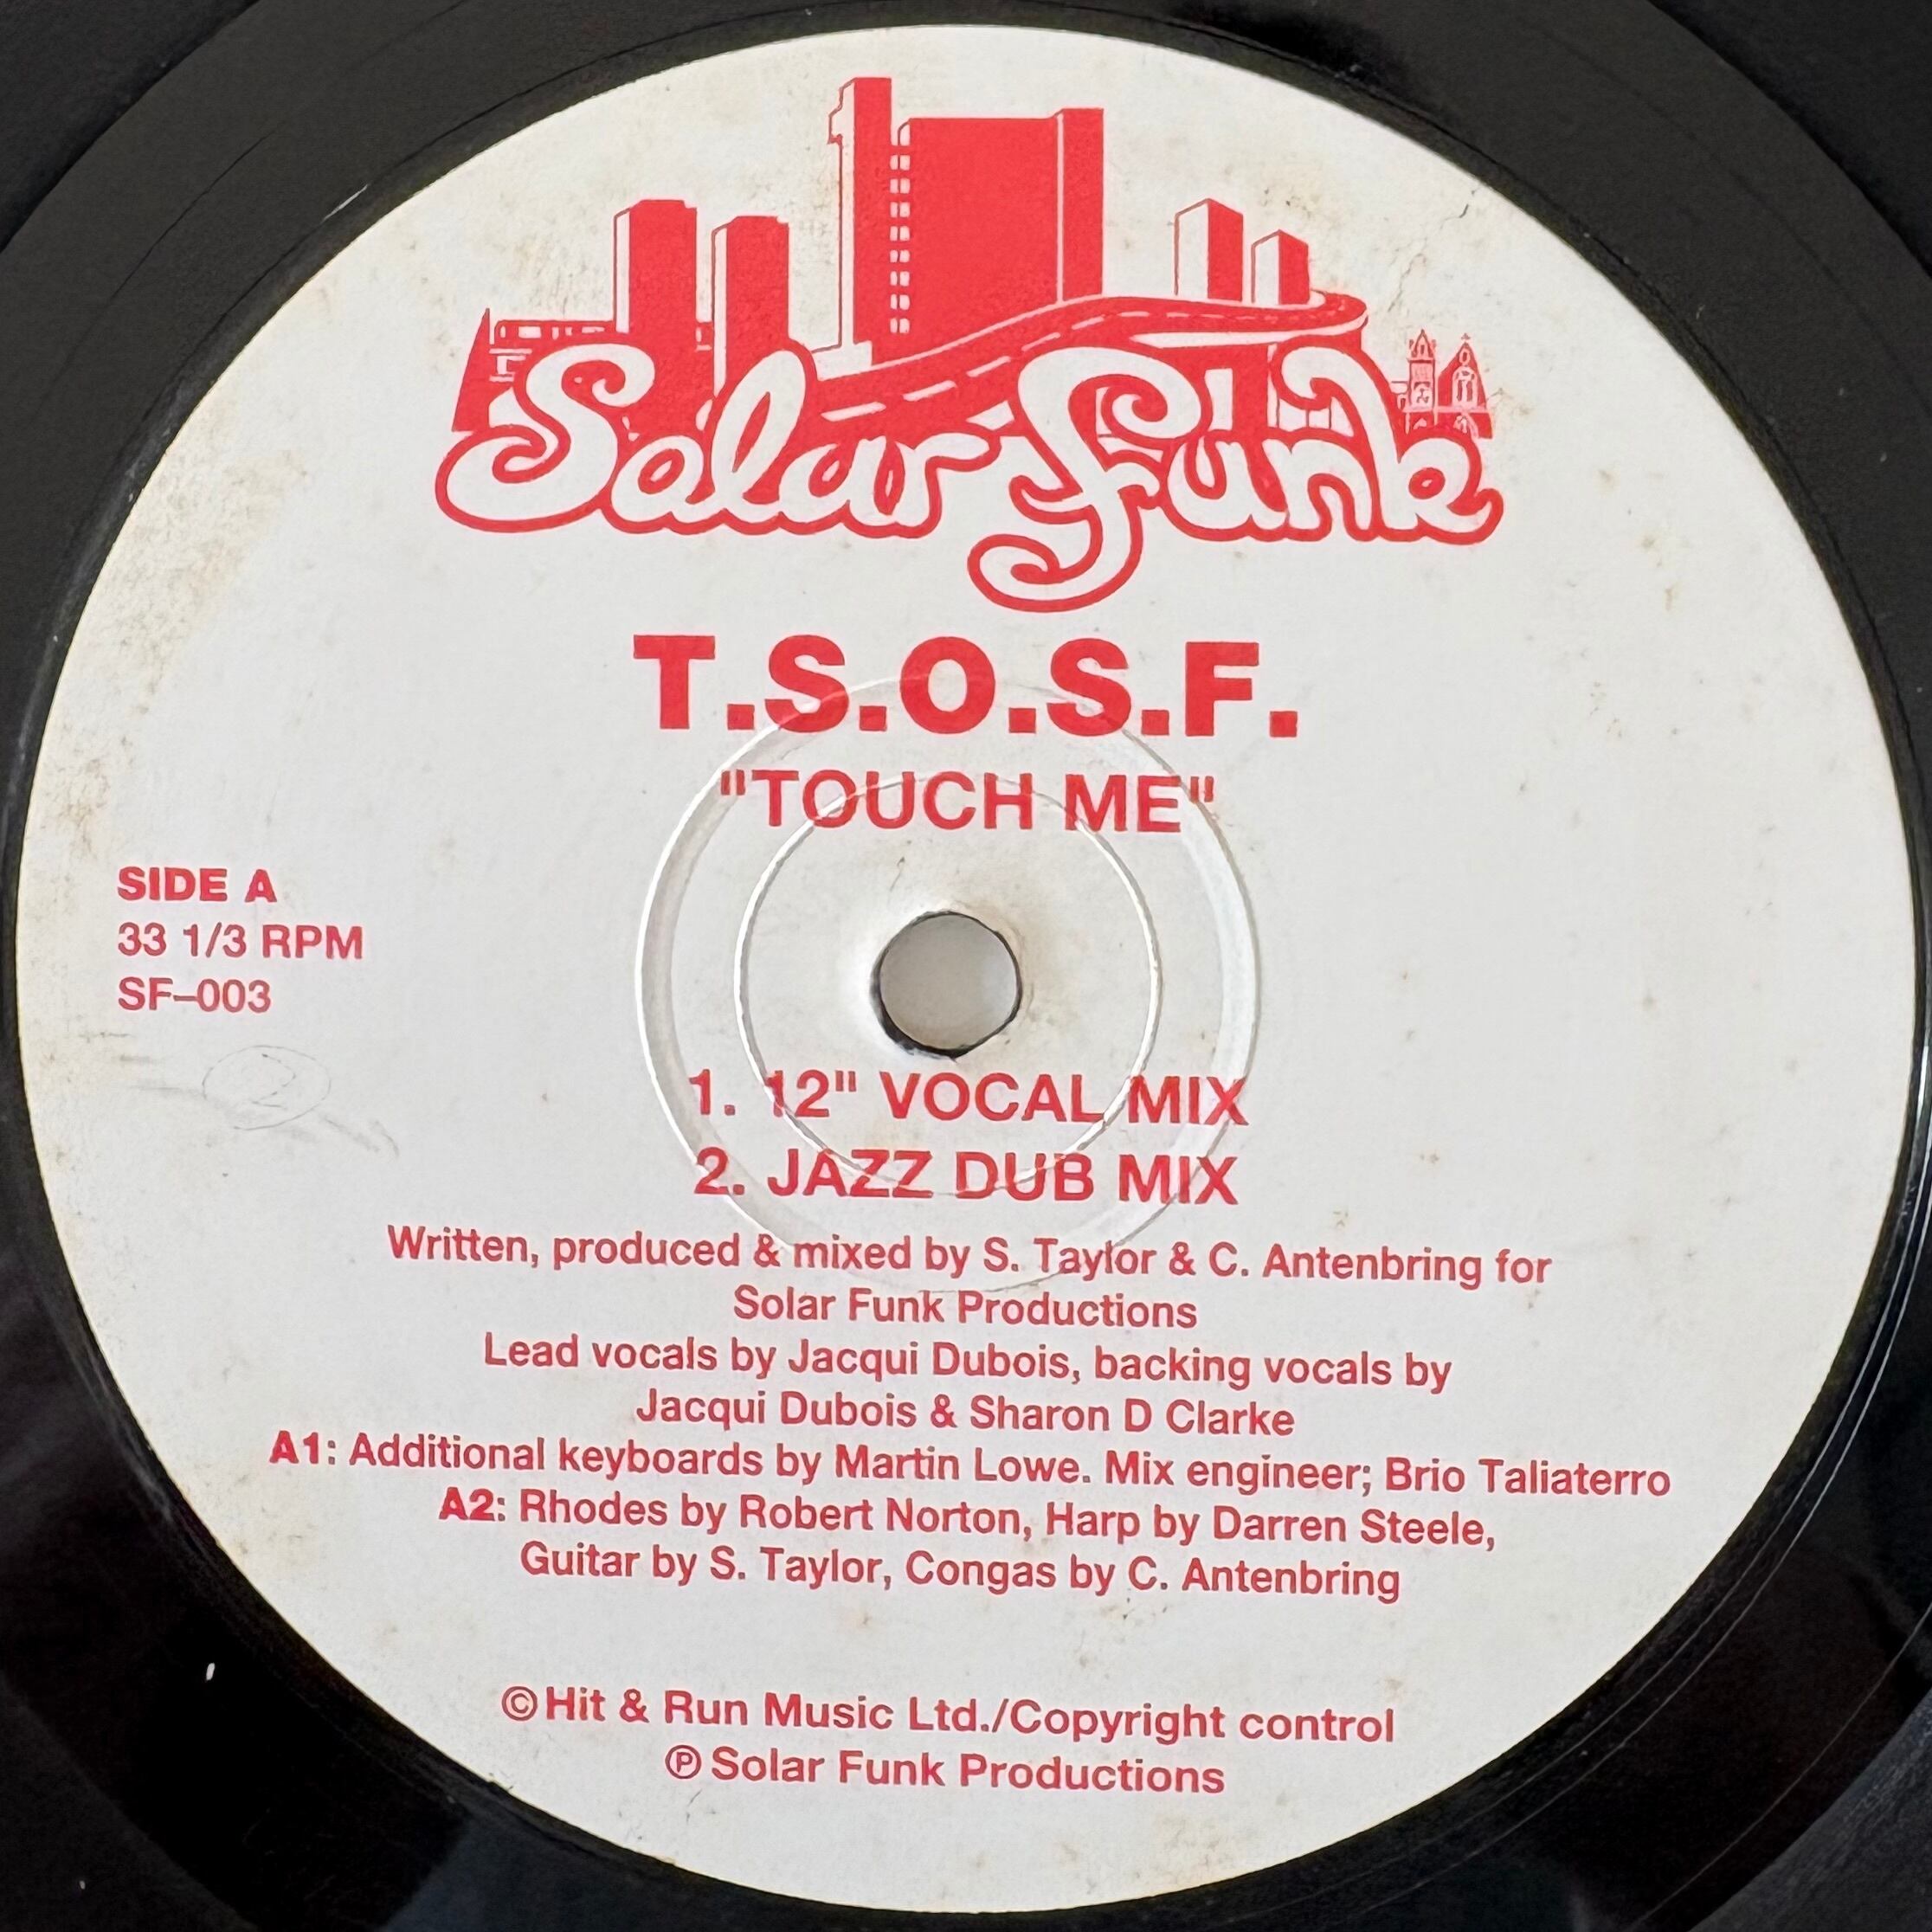 Solar Funk
T.S.O.S.F.
"TOUCH ME"
SIDE A
33 1/3 RPM
SF–003
2
1. 12" VOCAL MIX
2. JAZZ DUB MIX
Written, produced & mixed by S. Taylor & C. Antenbring for
Solar Funk Productions
Lead vocals by Jacqui Dubois, backing vocals by
Jacqui Dubois & Sharon D Clarke
A1: Additional keyboards by Martin Lowe. Mix engineer; Brio Taliaterro
A2: Rhodes by Robert Norton, Harp by Darren Steele,
Guitar by S. Taylor, Congas by C. Antenbring
©Hit & Run Music Ltd./Copyright control
℗ Solar Funk Productions